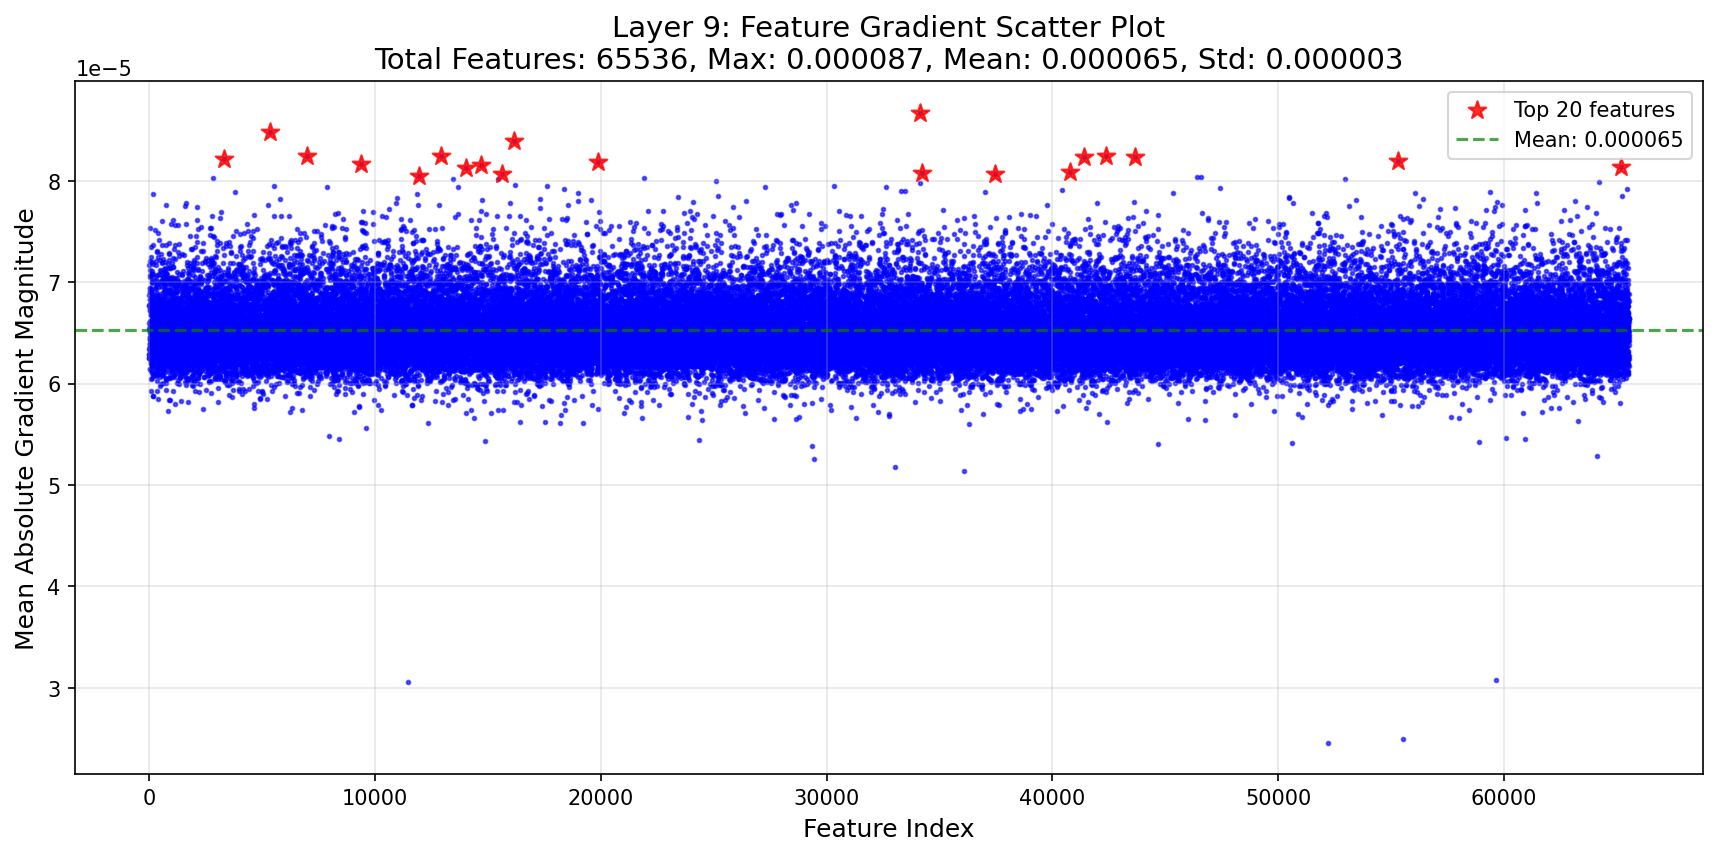 Layer 9: Feature Gradient Scatter Plot
Total Features: 65536, Max: 0.000087, Mean: 0.000065, Std: 0.000003
1e−5
Top 20 features
Mean: 0.000065
8
7
6
5
4
3
Mean Absolute Gradient Magnitude
0 10000 20000 30000 40000 50000 60000
Feature Index